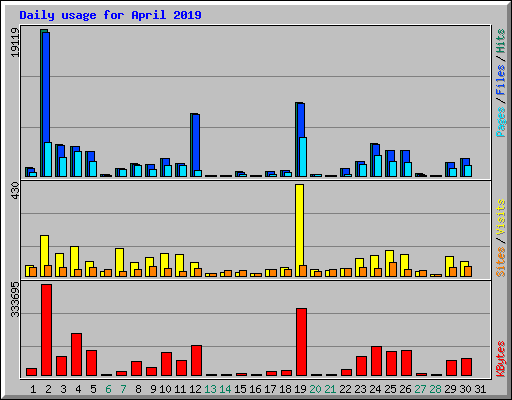 Daily usage for April 2019
19119
Pages / Files / Hits
430
Sites / Visits
333695
KBytes
1 2 3 4 5 6 7 8 9 10 11 12 13 14 15 16 17 18 19 20 21 22 23 24 25 26 27 28 29 30 31